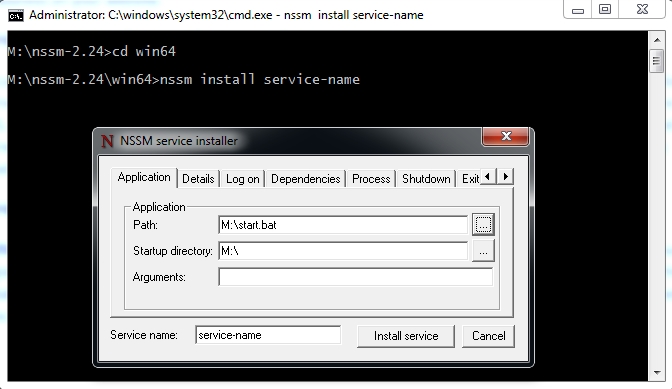 Administrator: C:\windows\system32\cmd.exe - nssm  install service-name
C:\.
M:\nssm-2.24>cd win64
M:\nssm-2.24\win64>nssm install service-name
N NSSM service installer
Application Details Log on Dependencies Process Shutdown Exit
Application
Path: M:\start.bat ...
Startup directory: M:\ ...
Arguments:
Service name: service-name Install service Cancel